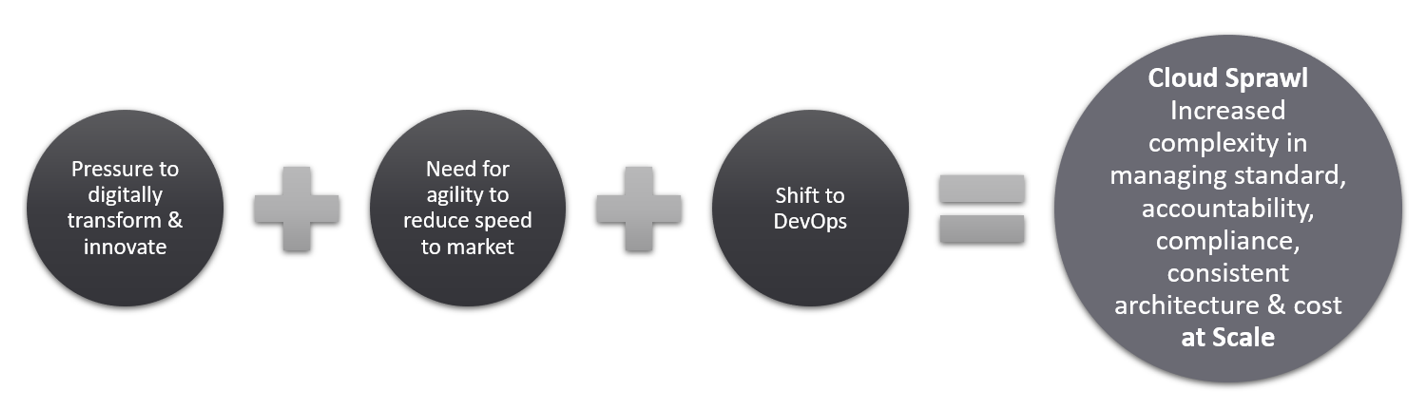 Pressure to
digitally
transform &
innovate
Need for
agility to
reduce speed
to market
Shift to
DevOps
Cloud Sprawl
Increased
complexity in
managing standard,
accountability,
compliance,
consistent
architecture & cost
at Scale